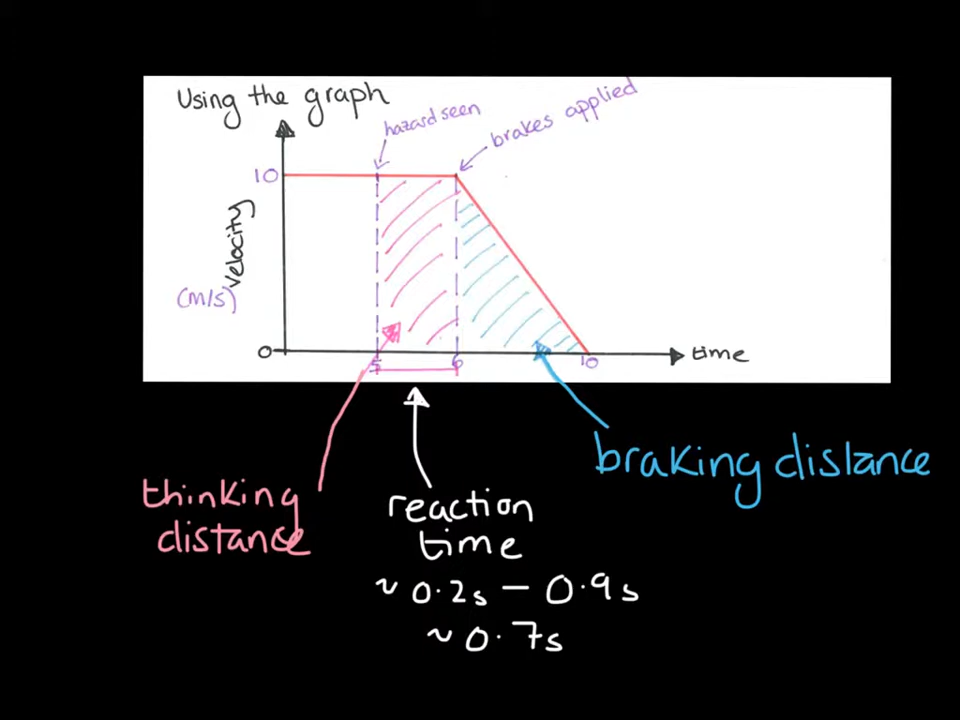 Using the graph
hazard seen
brakes applied
10
velocity
(m/s)
0
5
6
10
time
thinking
distance
reaction
time
~ 0.2s - 0.9s
~ 0.7s
braking distance